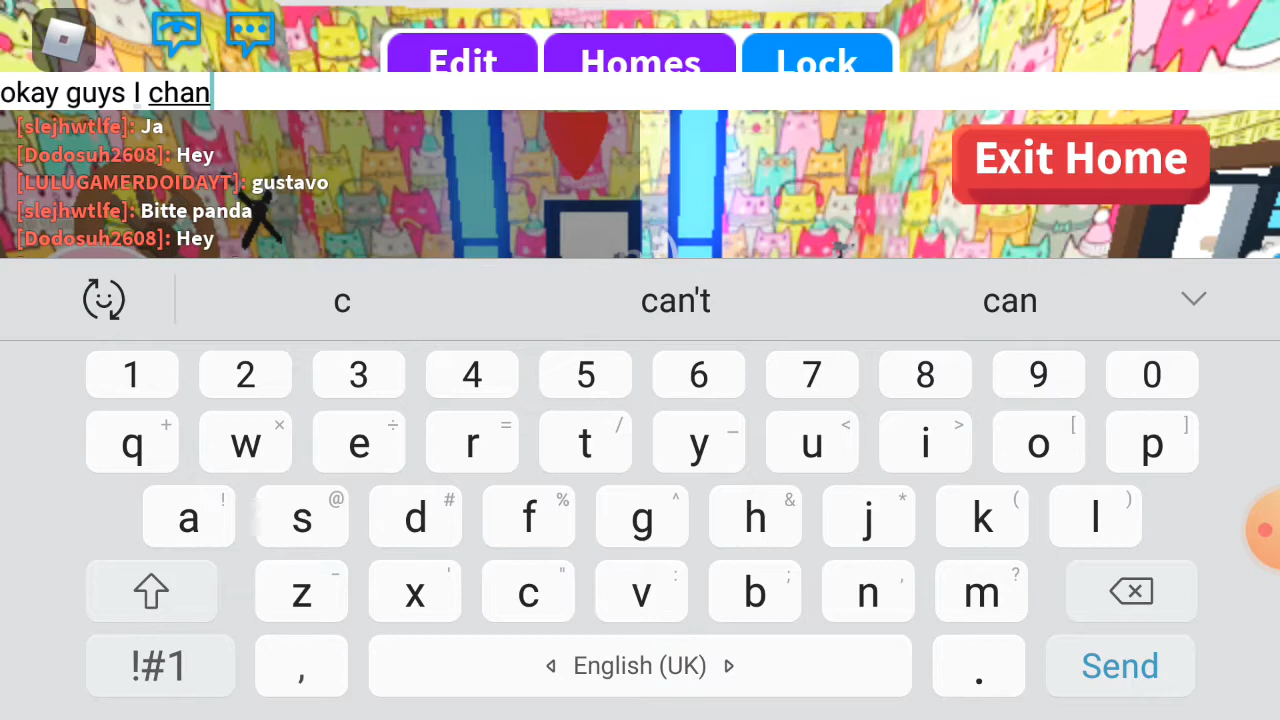 Edit Homes Lock
okay guys I chan
[slejhwtlfe]: Ja
[Dodosuh2608]: Hey
[LULUGAMERDOIDAYT]: gustavo
[slejhwtlfe]: Bitte panda
[Dodosuh2608]: Hey
Exit Home
c can't can
1 2 3 4 5 6 7 8 9 0
+ × ÷ = / _ < > [ ]
q w e r t y u i o p
! @ # % ^ & * ( )
a s d f g h j k l
- ' " : ; , ?
z x c v b n m
!#1 , English (UK) . Send